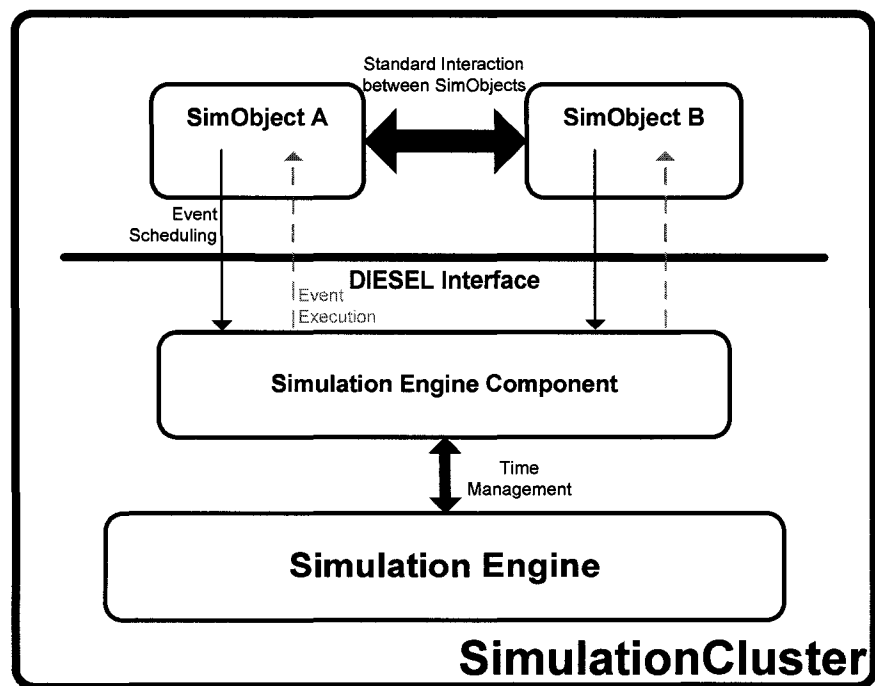 Standard Interaction
between SimObjects
SimObject A
SimObject B
Event
Scheduling
DIESEL Interface
Event
Execution
Simulation Engine Component
Time
Management
Simulation Engine
SimulationCluster